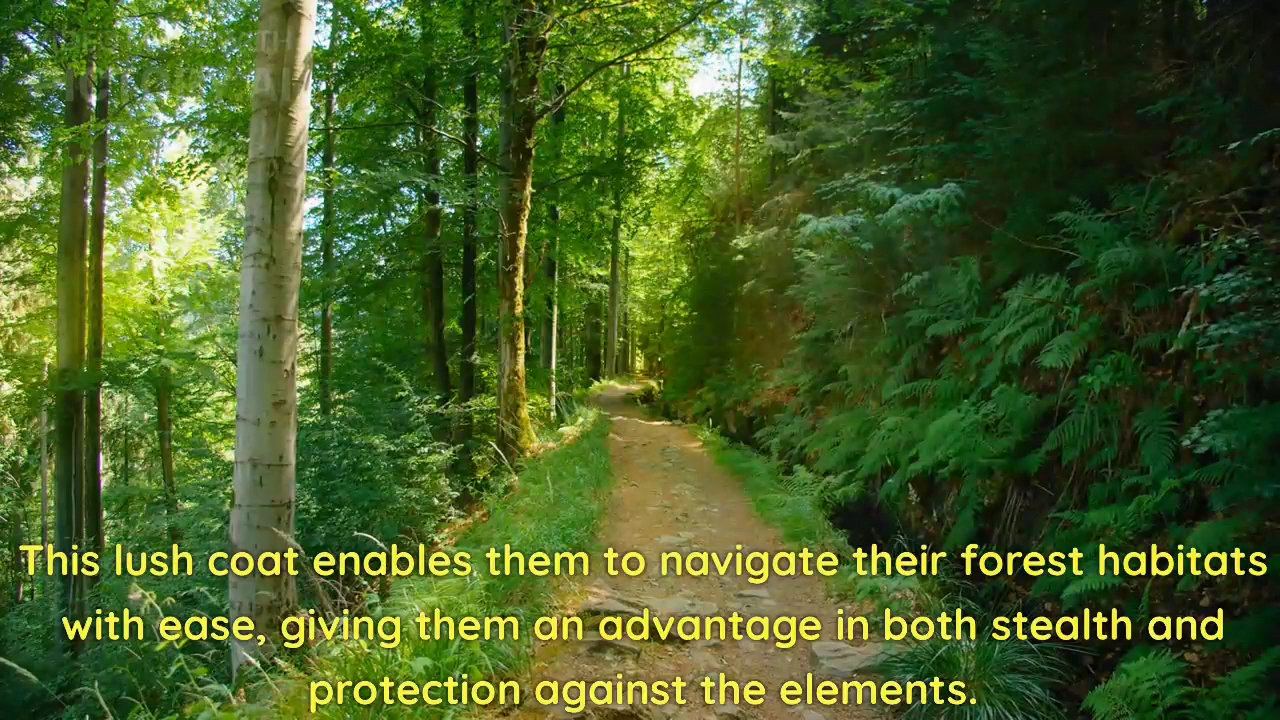 This lush coat enables them to navigate their forest habitats
with ease, giving them an advantage in both stealth and
protection against the elements.